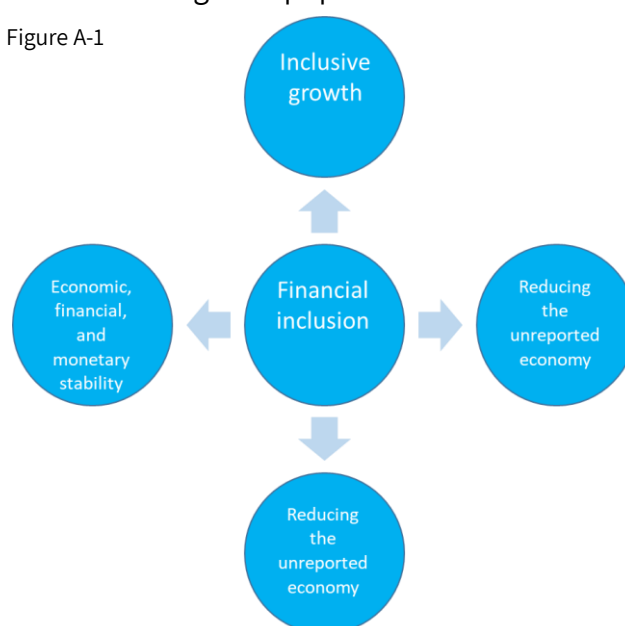 Figure A-1
Inclusive
growth
Economic,
financial,
and
monetary
stability
Financial
inclusion
Reducing
the
unreported
economy
Reducing
the
unreported
economy